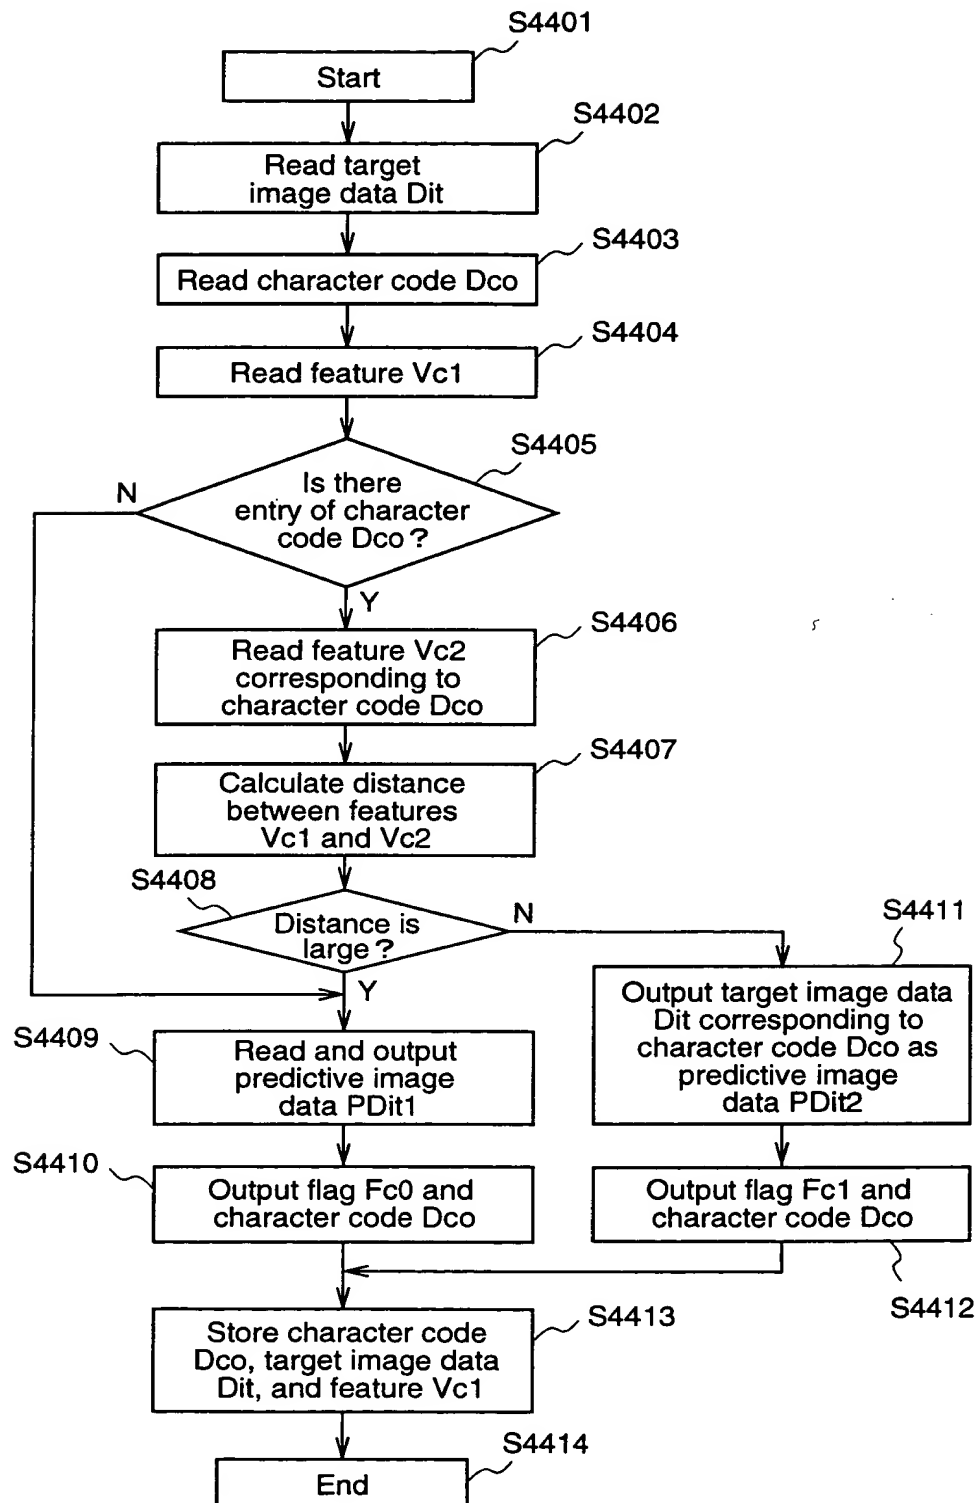 S4401
Start
S4402
Read target
image data Dit
S4403
Read character code Dco
S4404
Read feature Vc1
S4405
Is there
entry of character
code Dco?
N
Y
S4406
Read feature Vc2
corresponding to
character code Dco
S4407
Calculate distance
between features
Vc1 and Vc2
S4408
Distance is
large?
N
Y
S4411
Output target image data
Dit corresponding to
character code Dco as
predictive image
data PDit2
S4409
Read and output
predictive image
data PDit1
S4410
Output flag Fc0 and
character code Dco
Output flag Fc1 and
character code Dco
S4412
S4413
Store character code
Dco, target image data
Dit, and feature Vc1
S4414
End